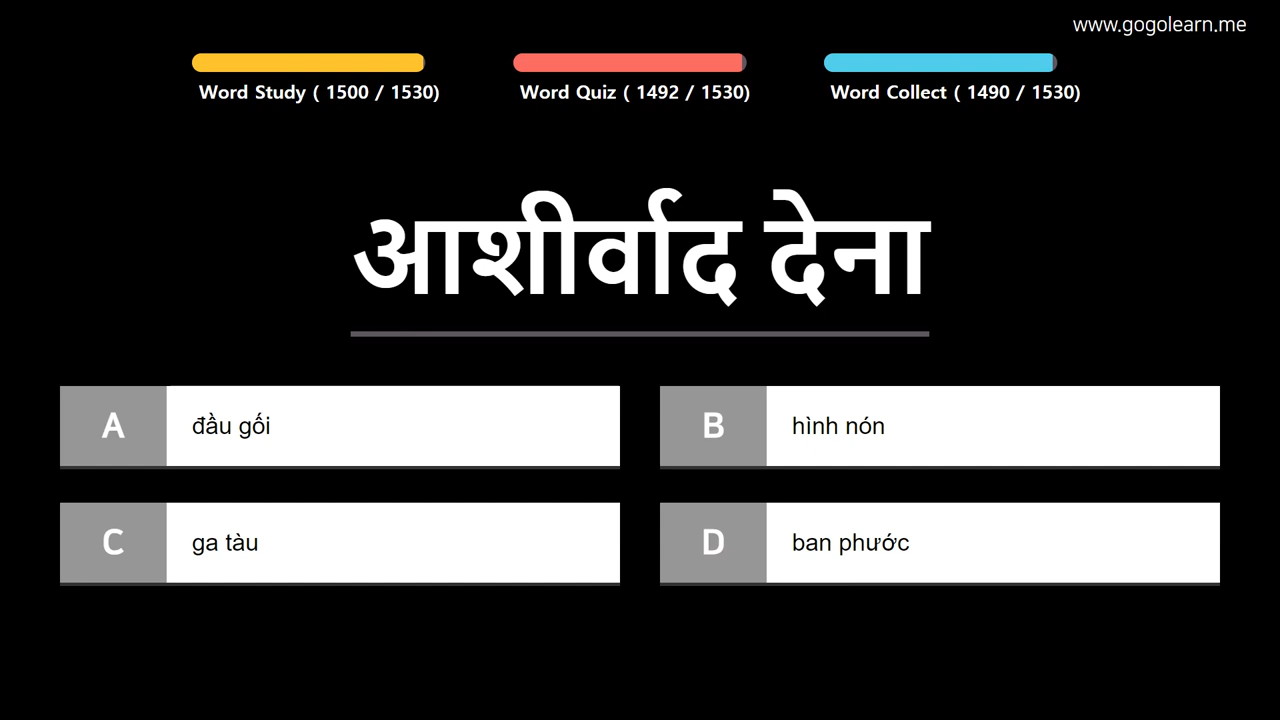 www.gogolearn.me
Word Study ( 1500 / 1530)
Word Quiz ( 1492 / 1530)
Word Collect ( 1490 / 1530)
आशीर्वाद देना
A đầu gối
B hình nón
C ga tàu
D ban phước